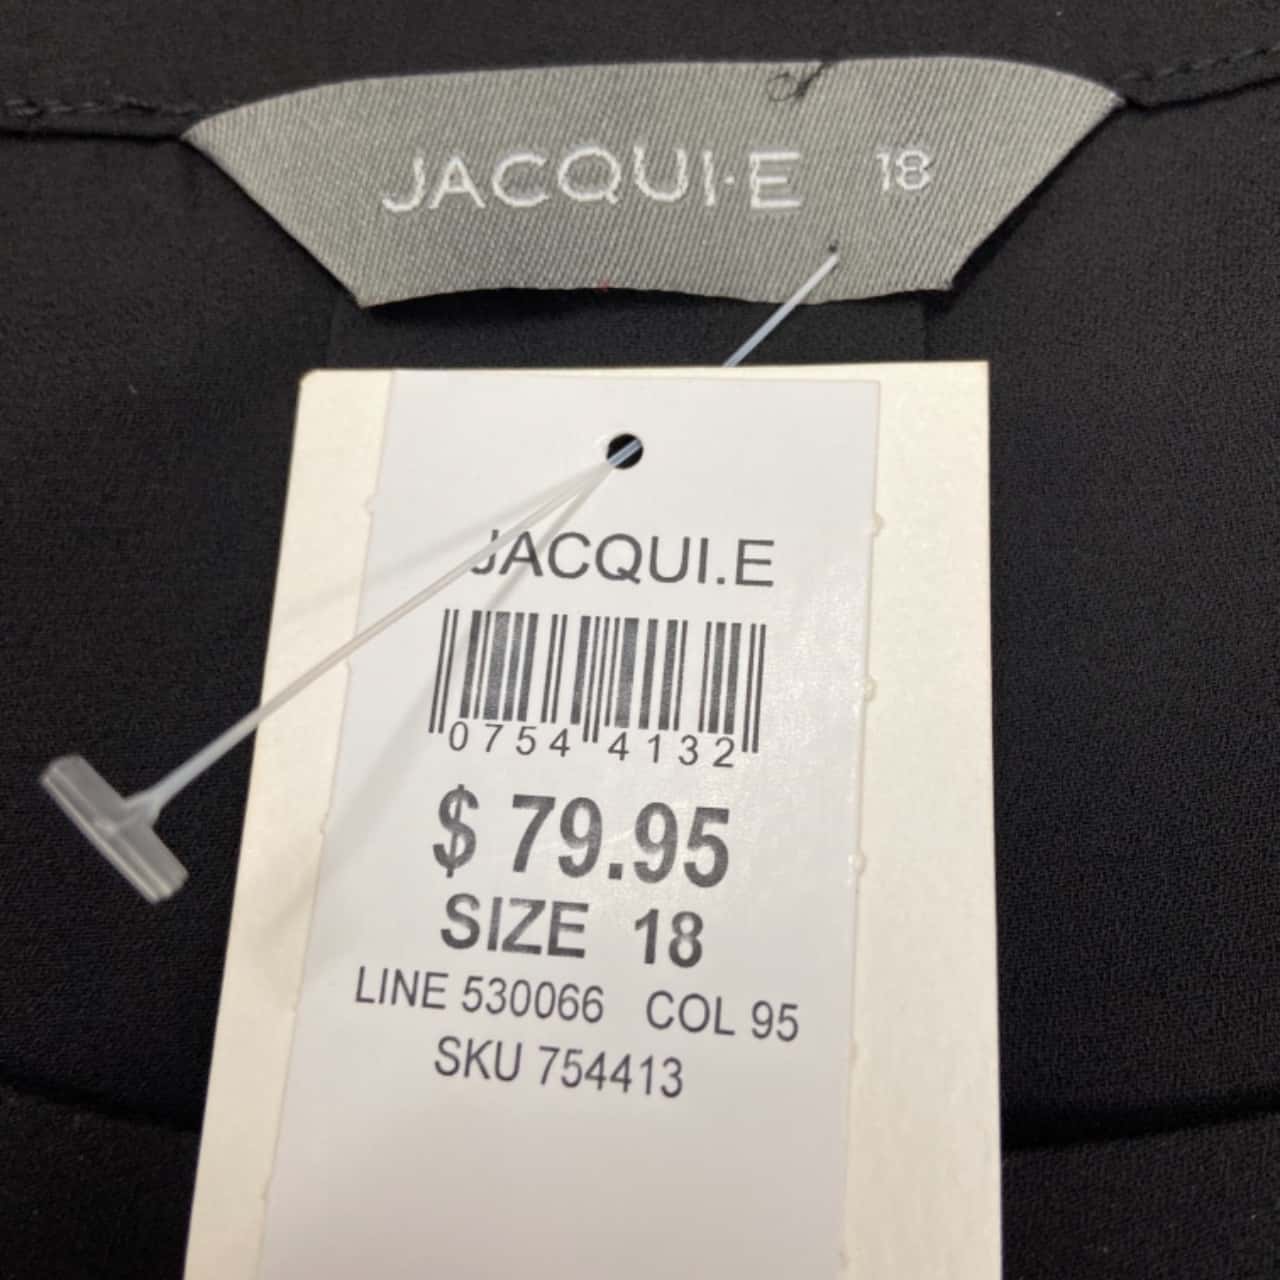 JACQUI·E 18
JACQUI.E
0754 4132
$ 79.95
SIZE 18
LINE 530066 COL 95
SKU 754413